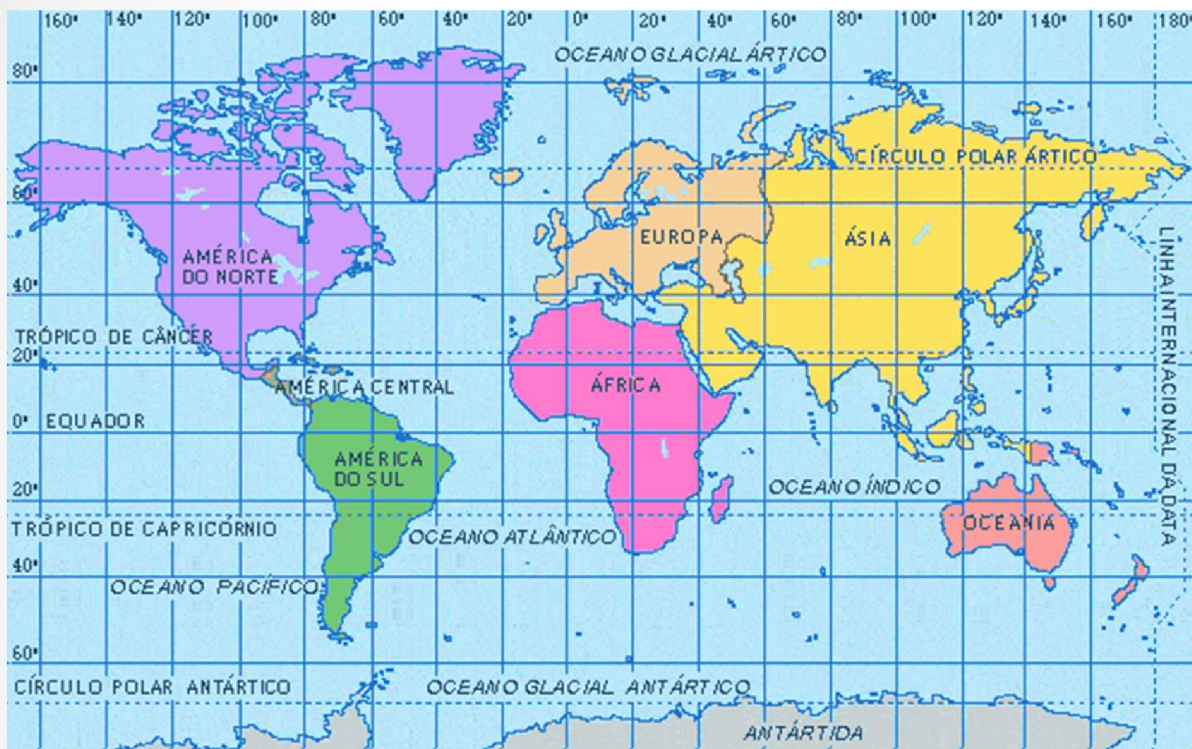 160° 140° 120° 100° 80° 60° 40° 20° 0° 20° 40° 60° 80° 100° 120° 140° 160° 180°
OCEANO GLACIAL ÁRTICO
80°
CÍRCULO POLAR ÁRTICO
60°
EUROPA
ÁSIA
AMÉRICA
DO NORTE
LINHA INTERNACIONAL DA DATA
40°
TRÓPICO DE CÂNCÉR
20°
AMÉRICA CENTRAL
ÁFRICA
0° EQUADOR
AMÉRICA
DO SUL
OCEANO ÍNDICO
20°
TRÓPICO DE CAPRICÓRNIO
OCEANIA
OCEANO ATLÂNTICO
40°
OCEANO PACÍFICO
60°
CÍRCULO POLAR ANTÁRTICO
OCEANO GLACIAL ANTÁRTICO
ANTÁRTIDA